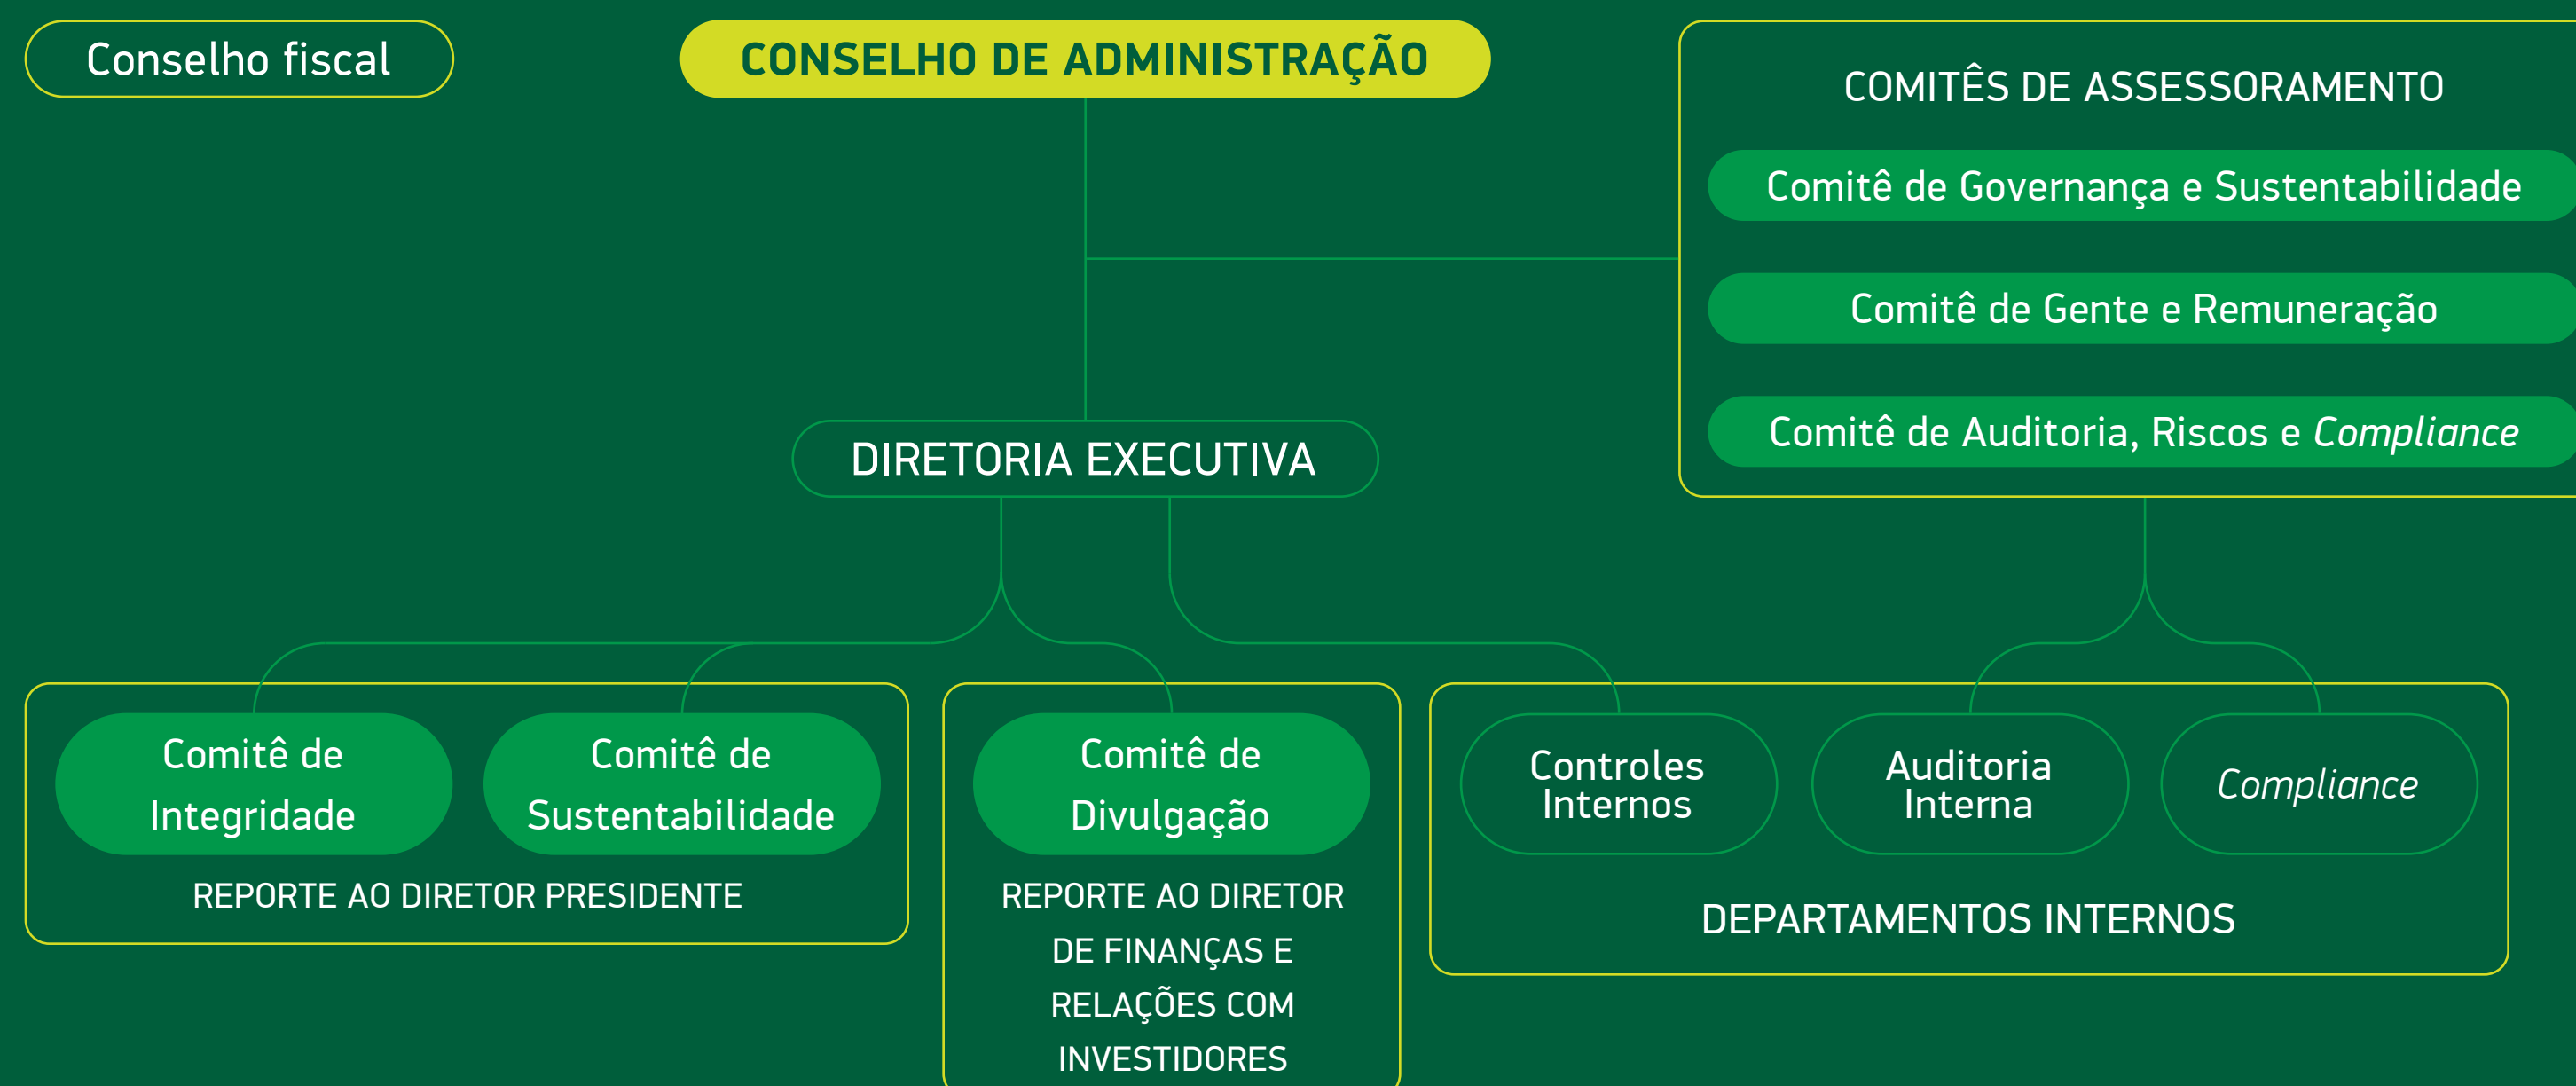 Conselho fiscal
CONSELHO DE ADMINISTRAÇÃO
COMITÊS DE ASSESSORAMENTO
Comitê de Governança e Sustentabilidade
Comitê de Gente e Remuneração
Comitê de Auditoria, Riscos e Compliance
DIRETORIA EXECUTIVA
Comitê de
Integridade
Comitê de
Sustentabilidade
REPORTE AO DIRETOR PRESIDENTE
Comitê de
Divulgação
REPORTE AO DIRETOR
DE FINANÇAS E
RELAÇÕES COM
INVESTIDORES
Controles
Internos
Auditoria
Interna
Compliance
DEPARTAMENTOS INTERNOS